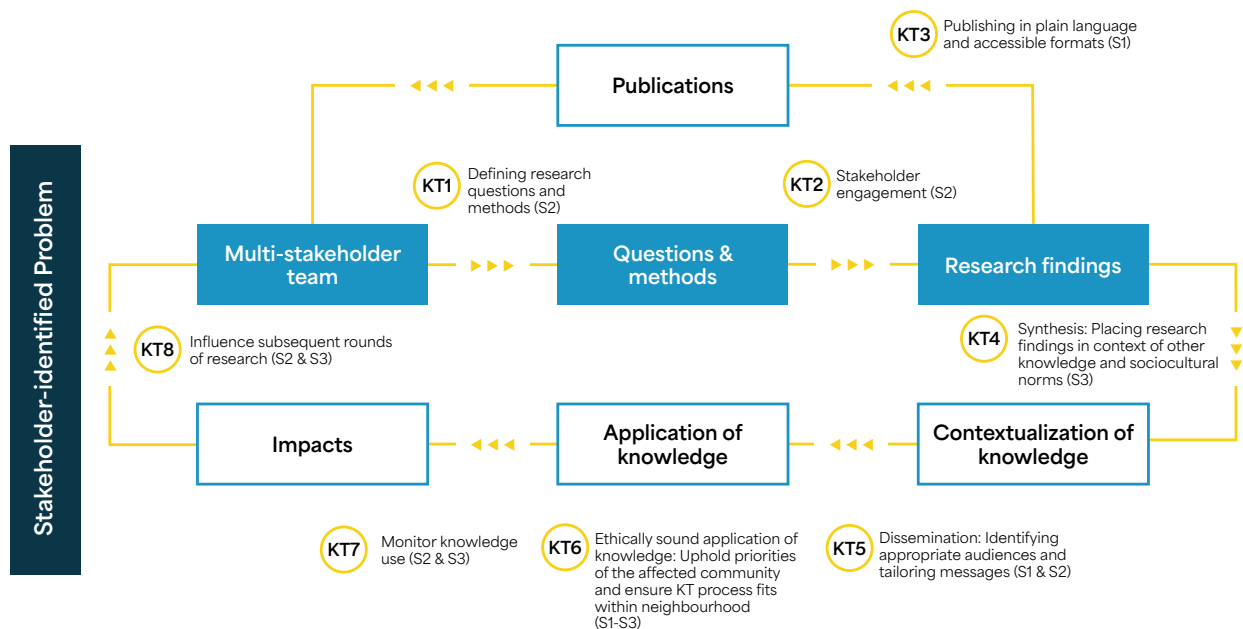 Stakeholder-identified Problem
KT3
Publishing in plain language
and accessible formats (S1)
Publications
KT1
Defining research
questions and
methods (S2)
KT2
Stakeholder
engagement (S2)
Multi-stakeholder
team
Questions &
methods
Research findings
KT8
Influence subsequent rounds
of research (S2 & S3)
KT4
Synthesis: Placing research
findings in context of other
knowledge and sociocultural
norms (S3)
Impacts
Application of
knowledge
Contextualization of
knowledge
KT7
Monitor knowledge
use (S2 & S3)
KT6
Ethically sound application of
knowledge: Uphold priorities
of the affected community
and ensure KT process fits
within neighbourhood
(S1-S3)
KT5
Dissemination: Identifying
appropriate audiences and
tailoring messages (S1 & S2)